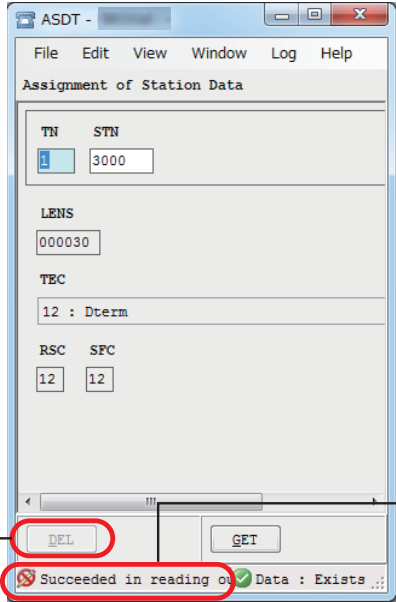 ASDT -
File Edit View Window Log Help
Assignment of Station Data
TN STN
1 3000
LENS
000030
TEC
12 : Dterm
RSC SFC
12 12
DEL GET
Succeeded in reading ou Data : Exists